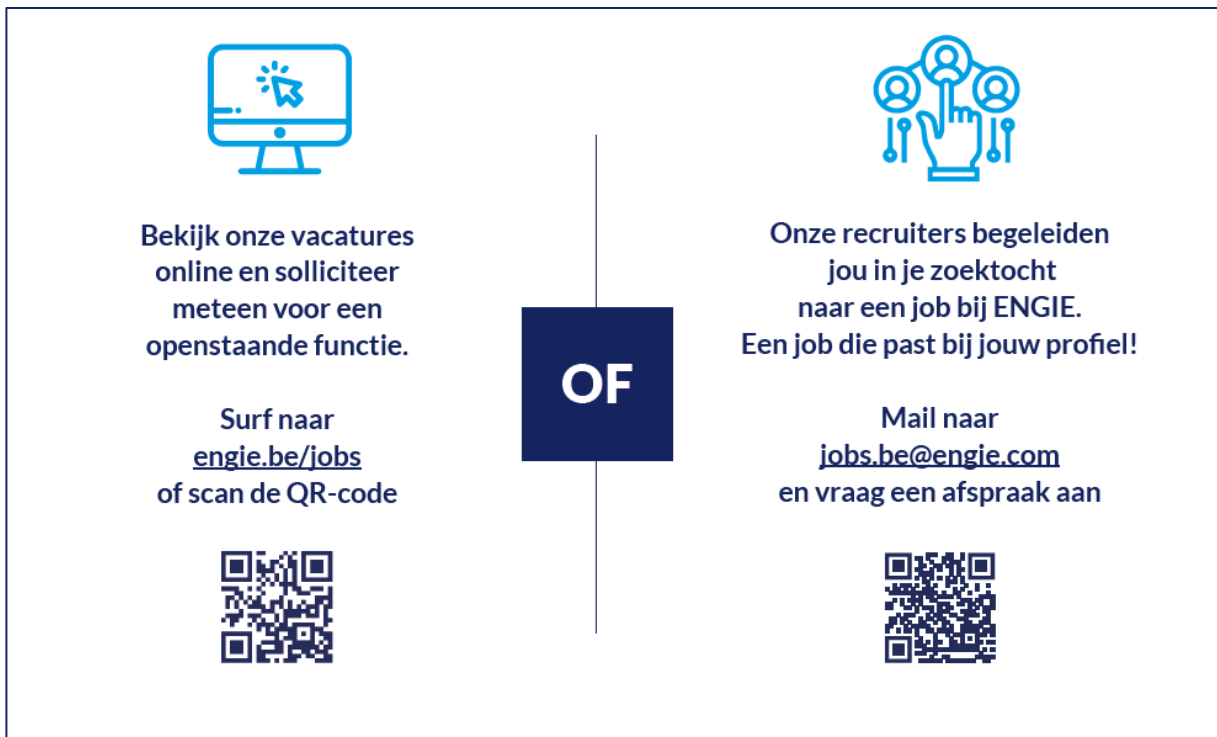 Bekijk onze vacatures
online en solliciteer
meteen voor een
openstaande functie.
Surf naar
engie.be/jobs
of scan de QR-code
OF
Onze recruiters begeleiden
jou in je zoektocht
naar een job bij ENGIE.
Een job die past bij jouw profiel!
Mail naar
jobs.be@engie.com
en vraag een afspraak aan